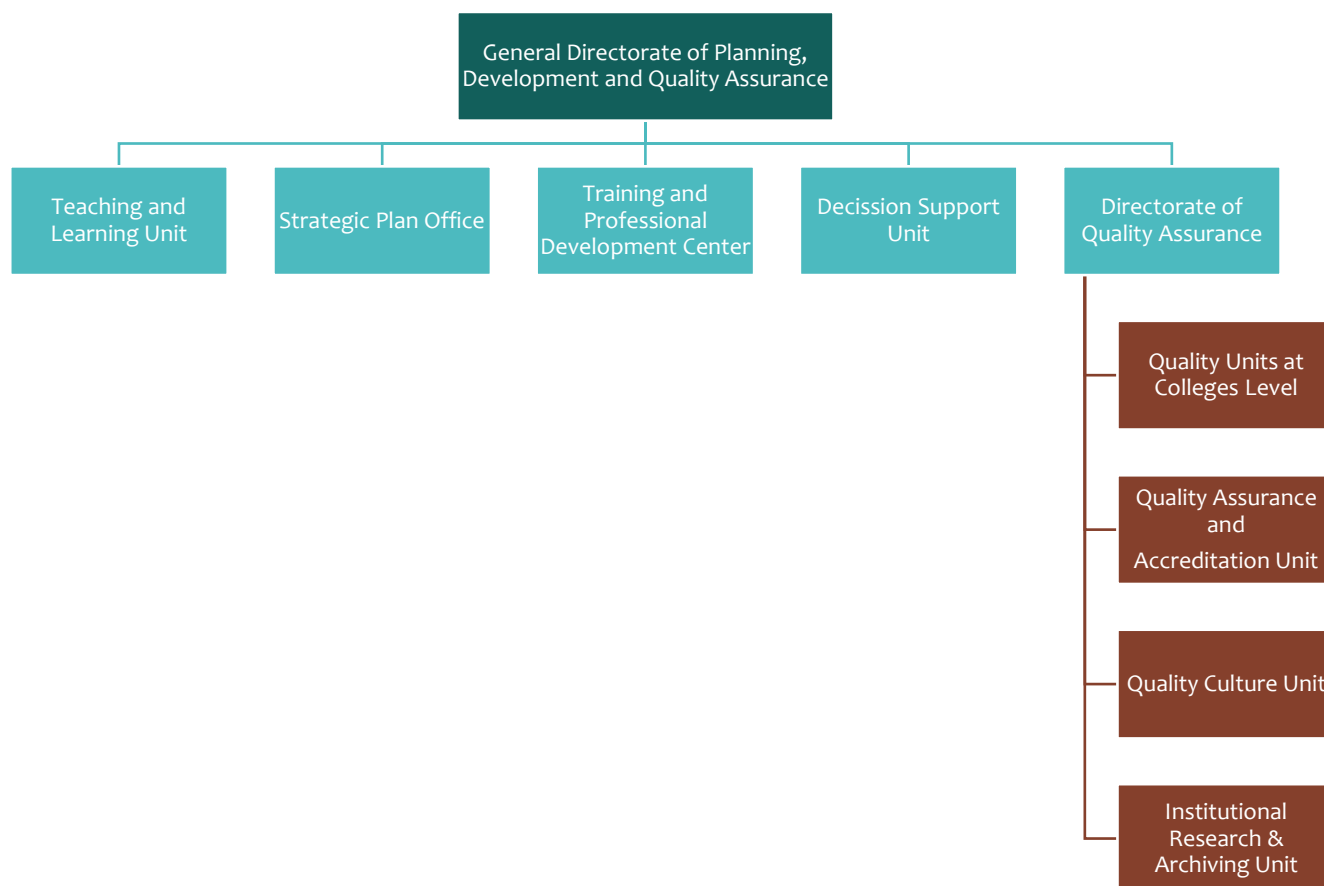 General Directorate of Planning,
Development and Quality Assurance
Teaching and
Learning Unit
Strategic Plan Office
Training and
Professional
Development Center
Decission Support
Unit
Directorate of
Quality Assurance
Quality Units at
Colleges Level
Quality Assurance
and
Accreditation Unit
Quality Culture Unit
Institutional
Research &
Archiving Unit